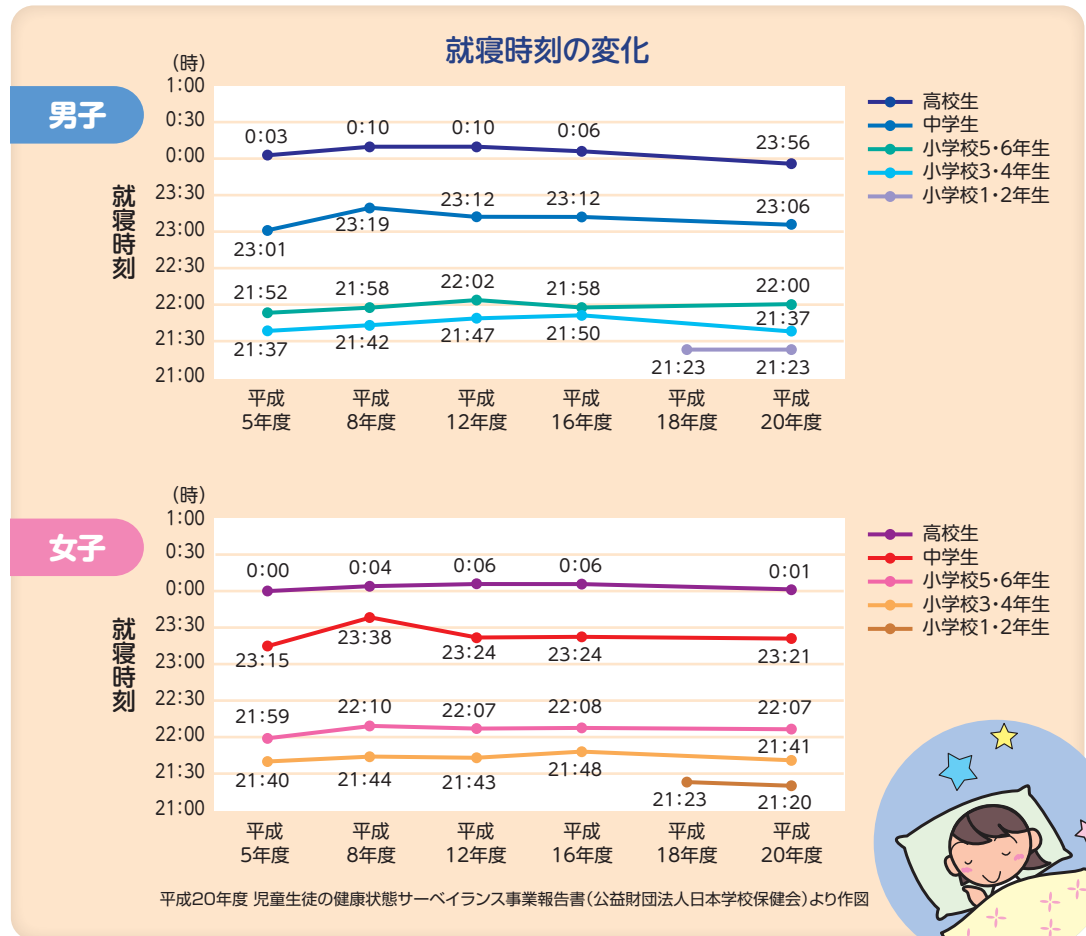 就寝時刻の変化
男子
(時)
1:00
0:30
0:00
23:30
23:00
22:30
22:00
21:30
21:00
就寝時刻
0:03 0:10 0:10 0:06 23:56
23:01 23:19 23:12 23:12 23:06
21:52 21:58 22:02 21:58 22:00
21:37 21:42 21:47 21:50 21:37
21:23 21:23
平成 平成 平成 平成 平成 平成
5年度 8年度 12年度 16年度 18年度 20年度
高校生
中学生
小学校5・6年生
小学校3・4年生
小学校1・2年生
女子
(時)
1:00
0:30
0:00
23:30
23:00
22:30
22:00
21:30
21:00
就寝時刻
0:00 0:04 0:06 0:06 0:01
23:15 23:38 23:24 23:24 23:21
21:59 22:10 22:07 22:08 22:07
21:40 21:44 21:43 21:48 21:41
21:23 21:20
平成 平成 平成 平成 平成 平成
5年度 8年度 12年度 16年度 18年度 20年度
高校生
中学生
小学校5・6年生
小学校3・4年生
小学校1・2年生
平成20年度 児童生徒の健康状態サーベイランス事業報告書(公益財団法人日本学校保健会)より作図